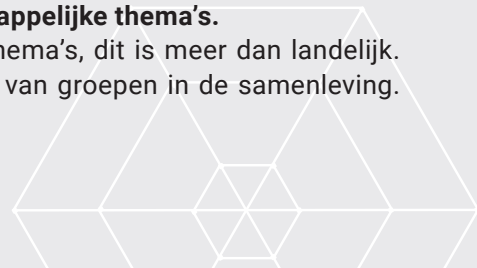 appelijke thema's.
hema's, dit is meer dan landelijk.
van groepen in de samenleving.